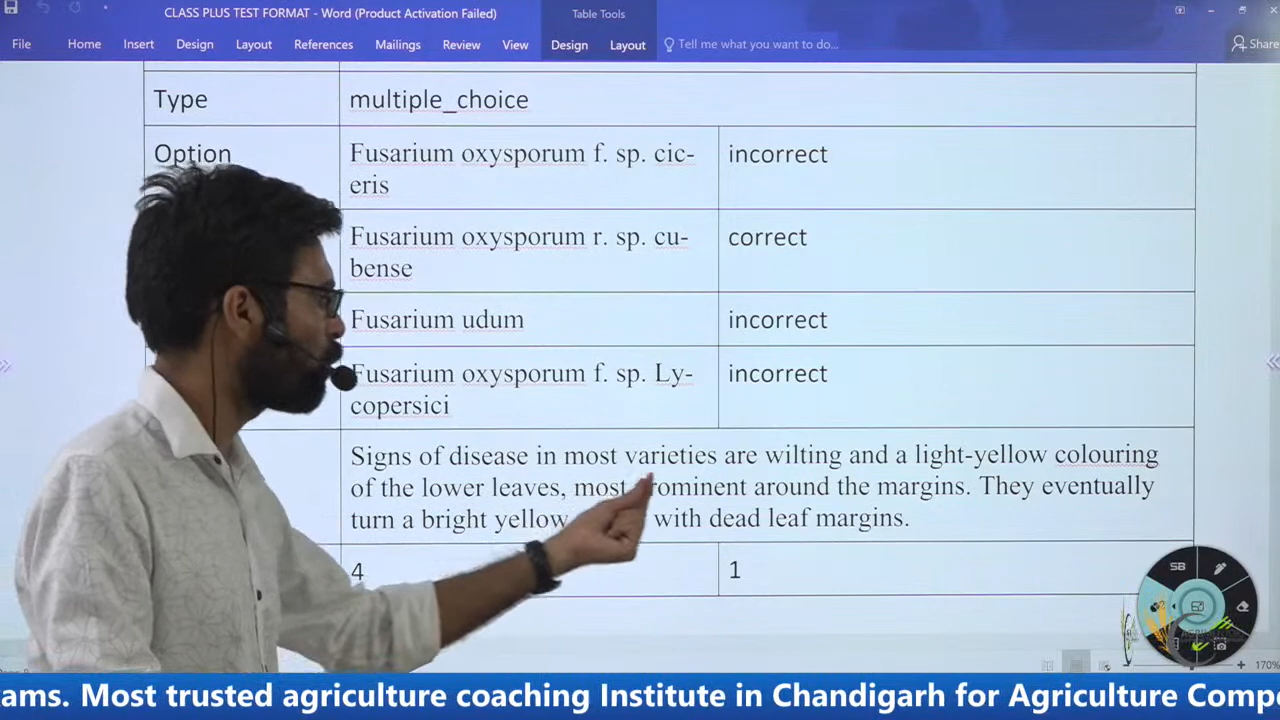 CLASS PLUS TEST FORMAT - Word (Product Activation Failed)
Table Tools
File Home Insert Design Layout References Mailings Review View Design Layout Tell me what you want to do... Share
Type multiple_choice
Option Fusarium oxysporum f. sp. cic- incorrect
eris
Fusarium oxysporum r. sp. cu- correct
bense
Fusarium udum incorrect
Fusarium oxysporum f. sp. Ly- incorrect
copersici
Signs of disease in most varieties are wilting and a light-yellow colouring
of the lower leaves, most prominent around the margins. They eventually
turn a bright yellow with dead leaf margins.
4 1
SB
170%
ams. Most trusted agriculture coaching Institute in Chandigarh for Agriculture Comp